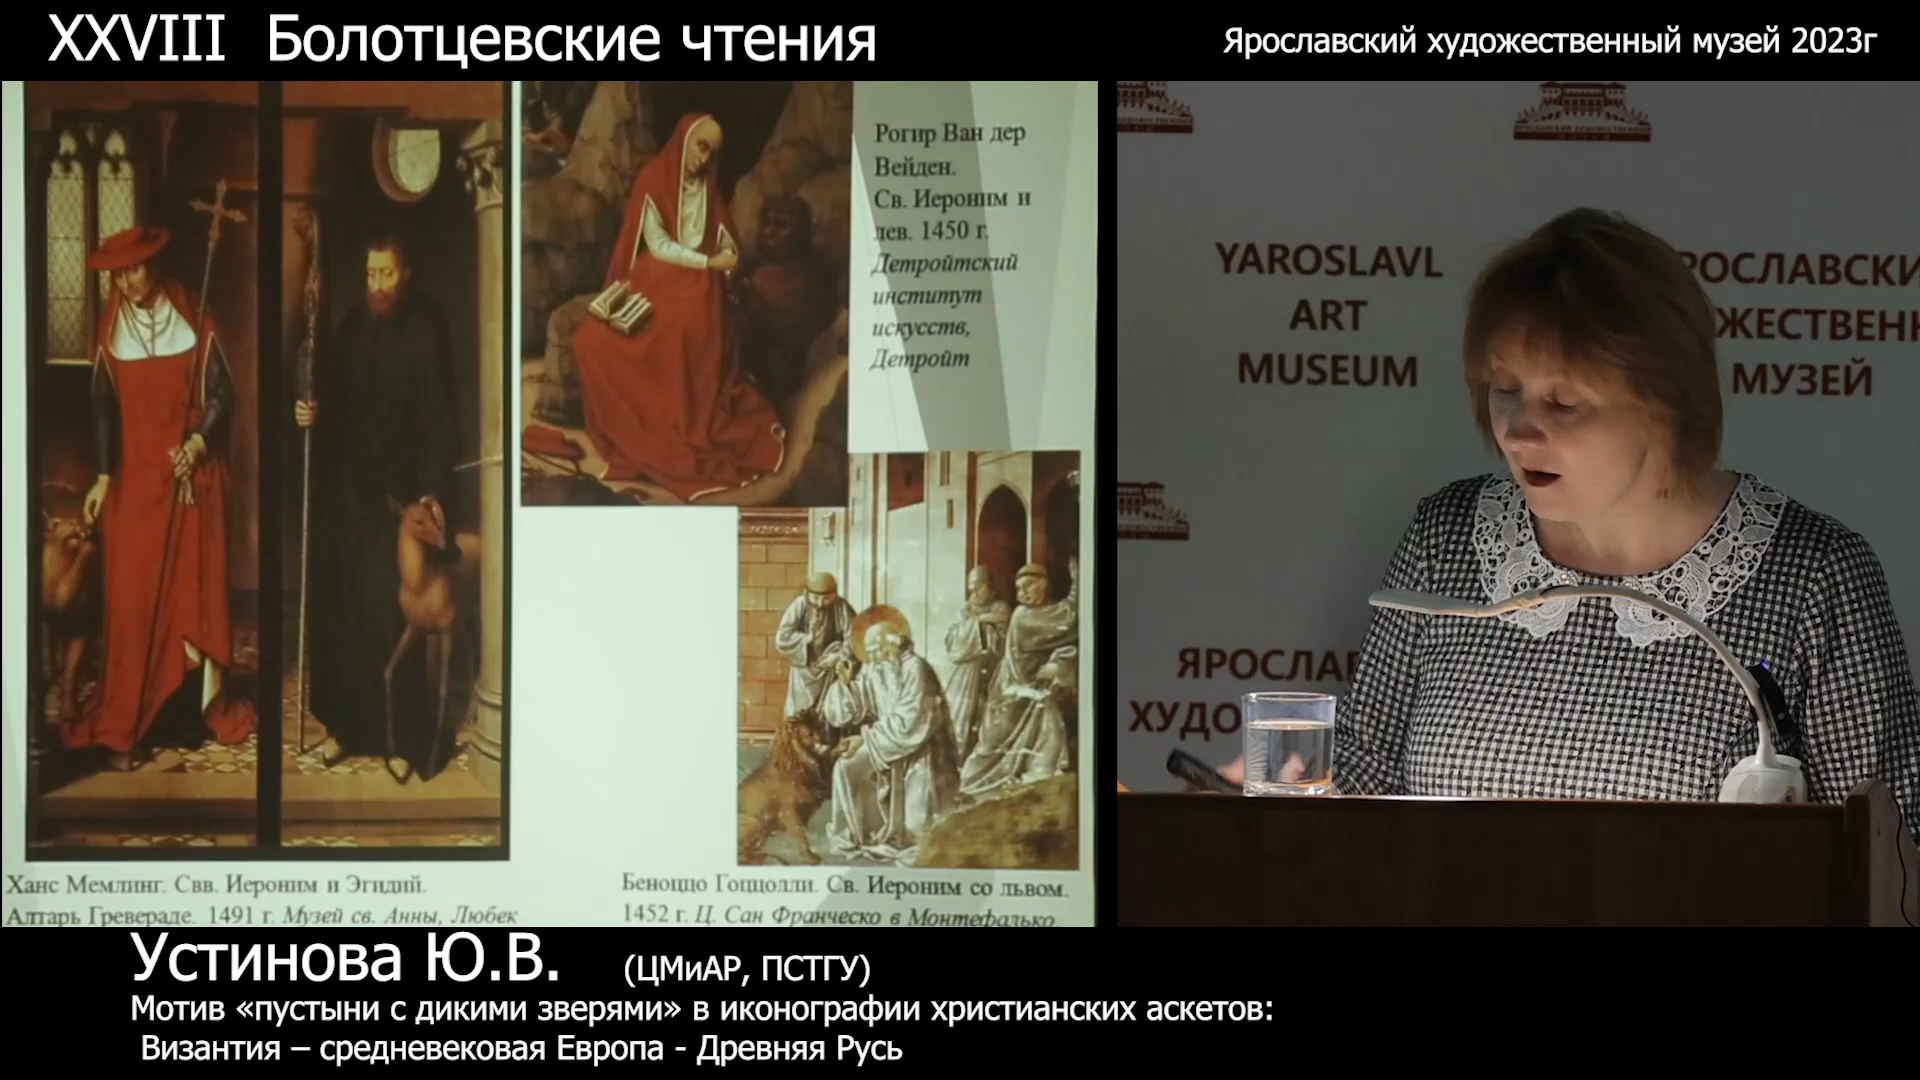 XXVIII Болотцевские чтения
Ярославский художественный музей 2023г
Рогир Ван дер
Вейден.
Св. Иероним и
лев. 1450 г.
Детройтский
институт
искусств,
Детройт
Ханс Мемлинг. Свв. Иероним и Эгидий.
Алтарь Гревераде. 1491 г. Музей св. Анны, Любек
Беноццо Гоццолли. Св. Иероним со львом.
1452 г. Ц. Сан Франческо в Монтефалько.
YAROSLAVL
ART
MUSEUM
РОСЛАВСКИ
ЖЕСТВЕНН
МУЗЕЙ
ЯРОСЛА
ХУДО
Устинова Ю.В. (ЦМиАР, ПСТГУ)
Мотив «пустыни с дикими зверями» в иконографии христианских аскетов:
Византия – средневековая Европа - Древняя Русь